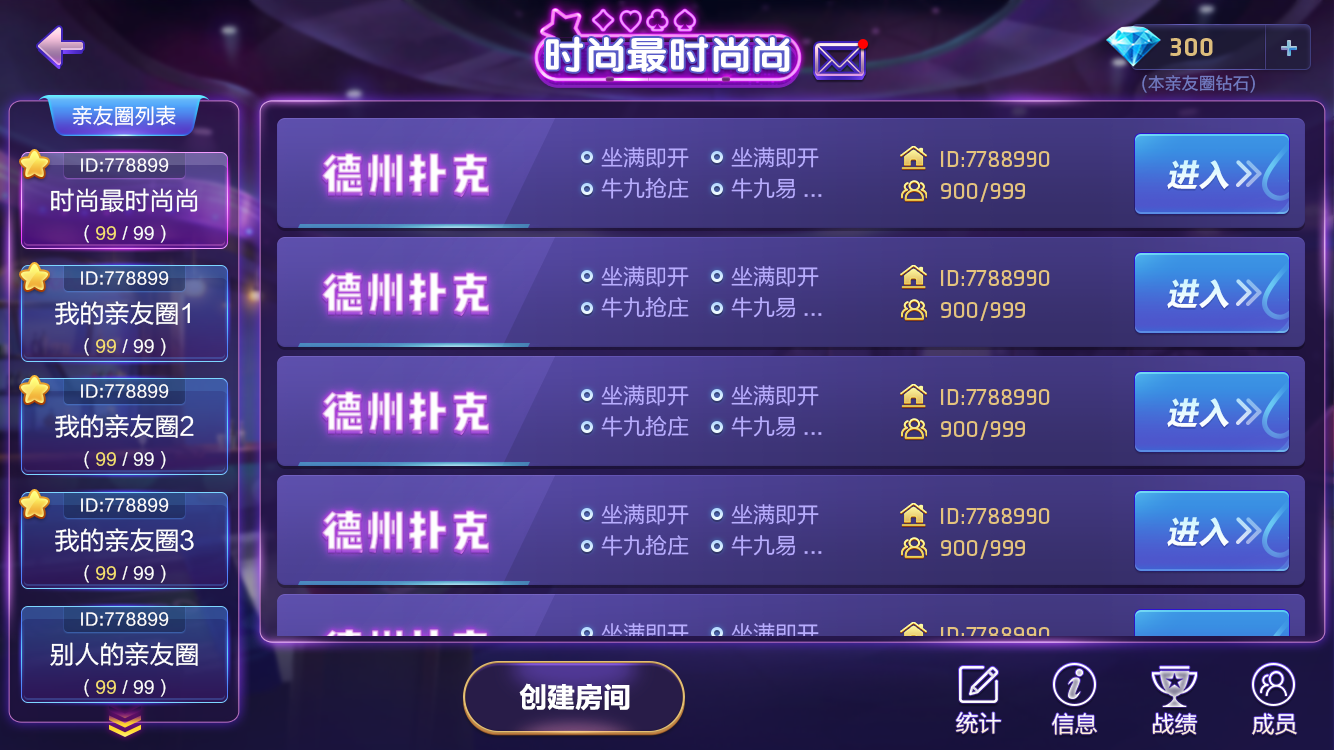 时尚最时尚尚
300
+
(本亲友圈钻石)
亲友圈列表
ID:778899
时尚最时尚尚
( 99 / 99 )
ID:778899
我的亲友圈1
( 99 / 99 )
ID:778899
我的亲友圈2
( 99 / 99 )
ID:778899
我的亲友圈3
( 99 / 99 )
ID:778899
别人的亲友圈
( 99 / 99 )
德州扑克
坐满即开 坐满即开
牛九抢庄 牛九易 ...
ID:7788990
900/999
进入
德州扑克
坐满即开 坐满即开
牛九抢庄 牛九易 ...
ID:7788990
900/999
进入
德州扑克
坐满即开 坐满即开
牛九抢庄 牛九易 ...
ID:7788990
900/999
进入
德州扑克
坐满即开 坐满即开
牛九抢庄 牛九易 ...
ID:7788990
900/999
进入
德州扑克
坐满即开 坐满即开
ID:7788990
创建房间
统计
信息
战绩
成员